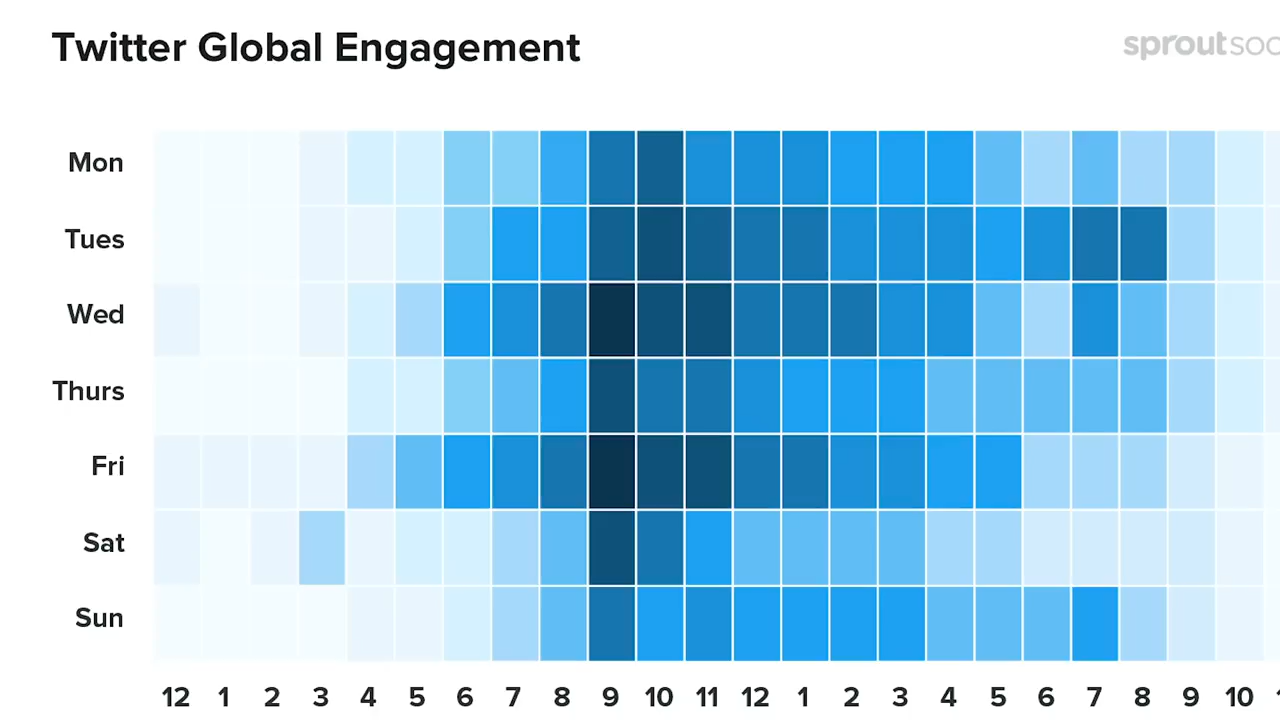 Twitter Global Engagement
sproutsoc
Mon
Tues
Wed
Thurs
Fri
Sat
Sun
12 1 2 3 4 5 6 7 8 9 10 11 12 1 2 3 4 5 6 7 8 9 10